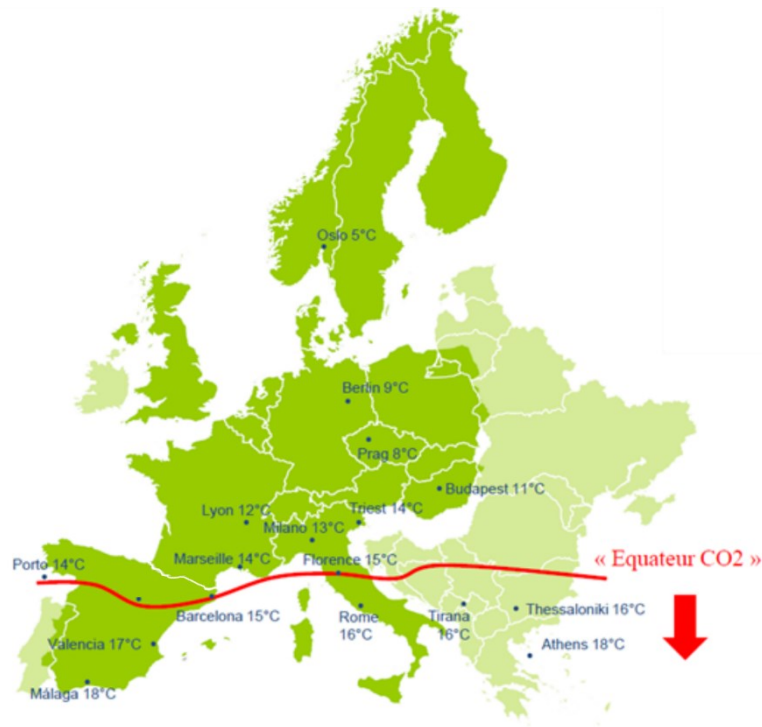 Oslo 5°C
Berlin 9°C
Prag 8°C
Budapest 11°C
Lyon 12°C
Triest 14°C
Milano 13°C
Marseille 14°C
Florence 15°C
« Equateur CO2 »
Porto 14°C
Barcelona 15°C
Rome
16°C
Tirana
16°C
Thessaloniki 16°C
Valencia 17°C
Athens 18°C
Málaga 18°C